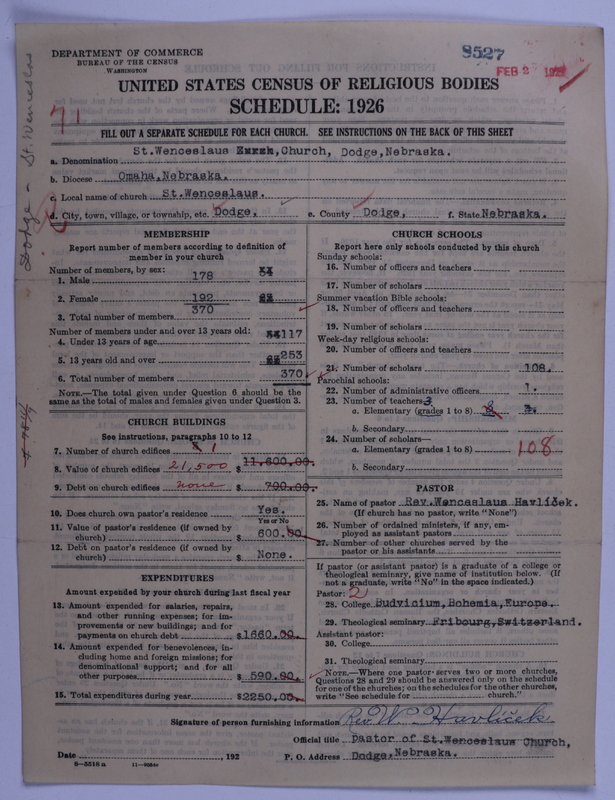 DEPARTMENT OF COMMERCE
BUREAU OF THE CENSUS
WASHINGTON
8527
FEB 2 192
UNITED STATES CENSUS OF RELIGIOUS BODIES
SCHEDULE: 1926
71
FILL OUT A SEPARATE SCHEDULE FOR EACH CHURCH. SEE INSTRUCTIONS ON THE BACK OF THIS SHEET
Dodge - St. Wenceslaus
a. Denomination St.Wenceslaus Church, Dodge,Nebraska.
b. Diocese Omaha,Nebraska.
c. Local name of church St.Wenceslaus.
d. City, town, village, or township, etc. Dodge, e. County Dodge, f. State Nebraska.
MEMBERSHIP
Report number of members according to definition of
member in your church
Number of members, by sex:
1. Male 178
2. Female 192
3. Total number of members 370
Number of members under and over 13 years old:
4. Under 13 years of age 117
5. 13 years old and over 253
6. Total number of members 370
NOTE.—The total given under Question 6 should be
same as the total of males and females given under Question 3.
CHURCH BUILDINGS
See instructions, paragraphs 10 to 12
7. Number of church edifices 1
8. Value of church edifices 21,500 $ 11,600.00.
9. Debt on church edifices none $ 700.00.
10. Does church own pastor's residence Yes.
Yes or No
11. Value of pastor's residence (if owned by
church) $ 600.00
12. Debt on pastor's residence (if owned by
church) $ None.
EXPENDITURES
Amount expended by your church during last fiscal year
13. Amount expended for salaries, repairs,
and other running expenses; for im-
provements or new buildings; and for
payments on church debt $1660.00.
14. Amount expended for benevolences, in-
cluding home and foreign missions; for
denominational support; and for all
other purposes $ 590.00.
15. Total expenditures during year $2250.00.
CHURCH SCHOOLS
Report here only schools conducted by this church
Sunday schools:
16. Number of officers and teachers
17. Number of scholars
Summer vacation Bible schools:
18. Number of officers and teachers
19. Number of scholars
Week-day religious schools:
20. Number of officers and teachers
21. Number of scholars 108.
Parochial schools:
22. Number of administrative officers 1.
23. Number of teachers 3
a. Elementary (grades 1 to 8)
b. Secondary
24. Number of scholars—
a. Elementary (grades 1 to 8) 108
b. Secondary
PASTOR
25. Name of pastor Rev.Wenceslaus Havlíček.
(If church has no pastor, write "None")
26. Number of ordained ministers, if any, em-
ployed as assistant pastors
27. Number of other churches served by the
pastor or his assistants
If pastor (or assistant pastor) is a graduate of a college or
theological seminary, give name of institution below. (If
not a graduate, write "No" in the space indicated.)
Pastor: 2
28. College Budvicium,Bohemia,Europe.
29. Theological seminary Fribourg,Switzerland.
Assistant pastor:
30. College
31. Theological seminary
NOTE.—Where one pastor serves two or more churches,
Questions 28 and 29 should be answered only on the schedule
for one of the churches; on the schedules for the other churches,
write "See schedule for church."
Signature of person furnishing information Rev. W. Havlíček
Official title Pastor of St.Wenceslaus Church,
Date , 192 P. O. Address Dodge,Nebraska.
8-5318a